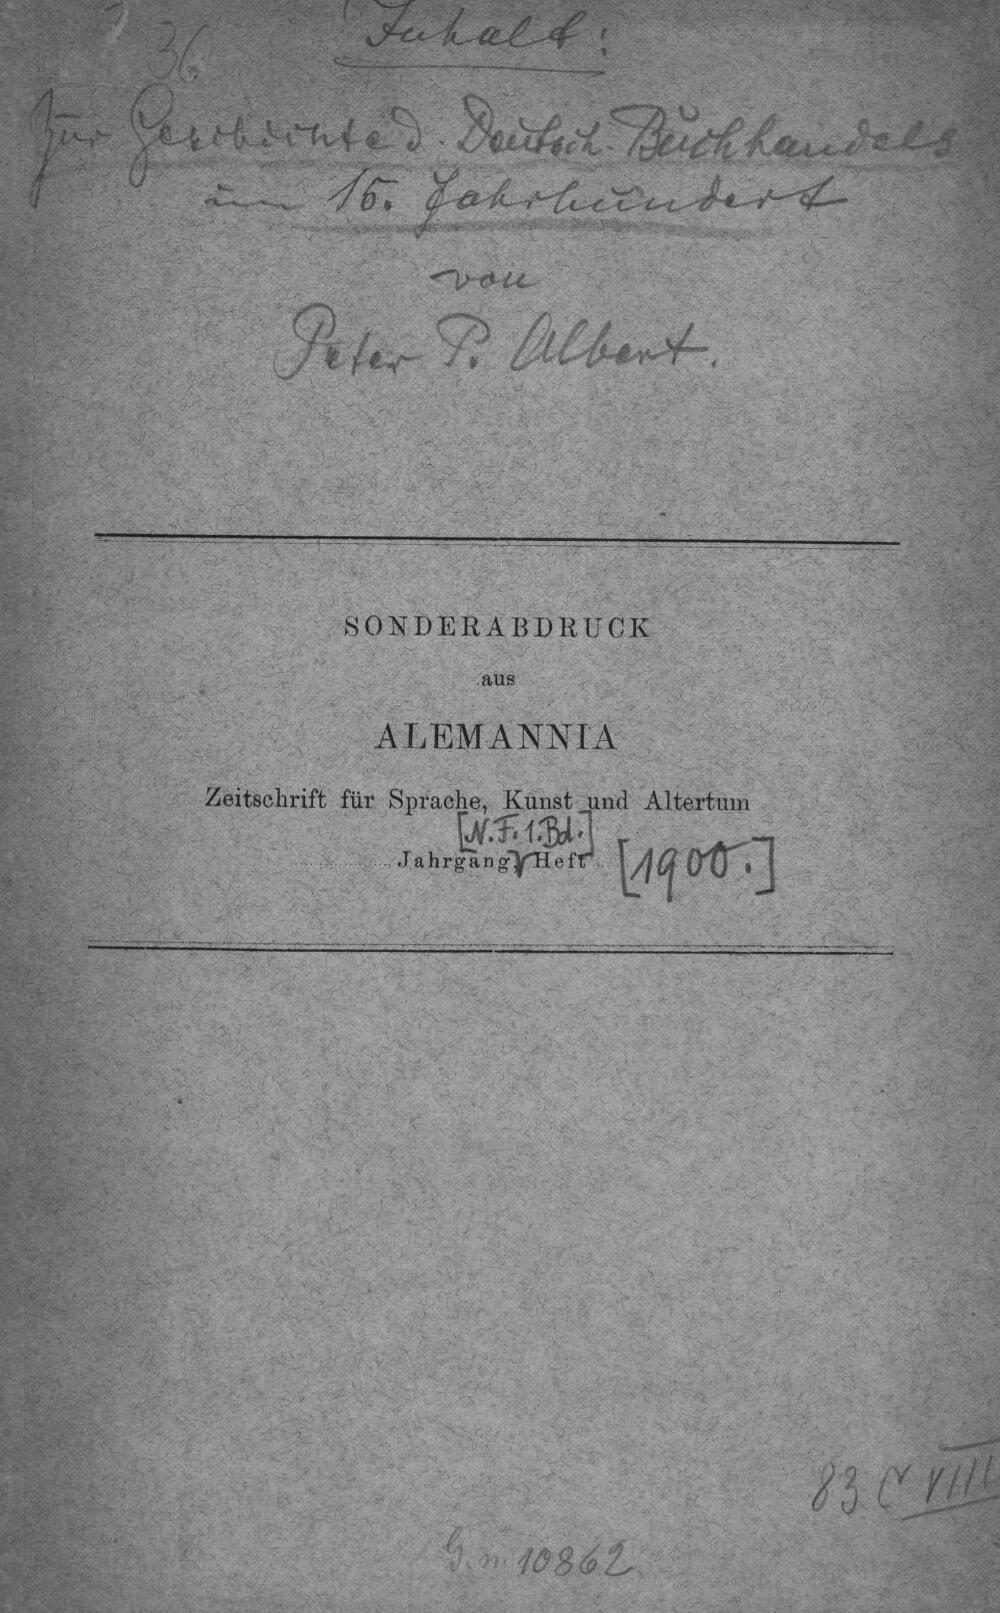 36.
Inhalt:
Zur Geschichte d. Deutsch. Buchhandels
im 16. Jahrhundert
von
Peter P. Albert.
SONDERABDRUCK
aus
ALEMANNIA
Zeitschrift für Sprache, Kunst und Altertum
[N.F. 1. Bd.]
Jahrgang, Heft [1900.]
83 C VIII
G. n. 10862